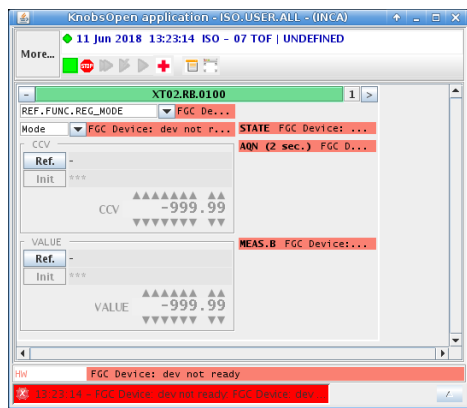 KnobsOpen application - ISO.USER.ALL - (INCA)
11 Jun 2018 13:23:14 ISO - 07 TOF | UNDEFINED
More...
STOP
- XT02.RB.0100 1 >
REF.FUNC.REG_MODE FGC De...
Mode FGC Device: dev not r... STATE FGC Device: ...
CCV AQN (2 sec.) FGC D...
Ref. -
Init ***
CCV -999.99
VALUE MEAS.B FGC Device:...
Ref. -
Init ***
VALUE -999.99
HW FGC Device: dev not ready
13:23:14 - FGC Device: dev not ready: FGC Device: dev...